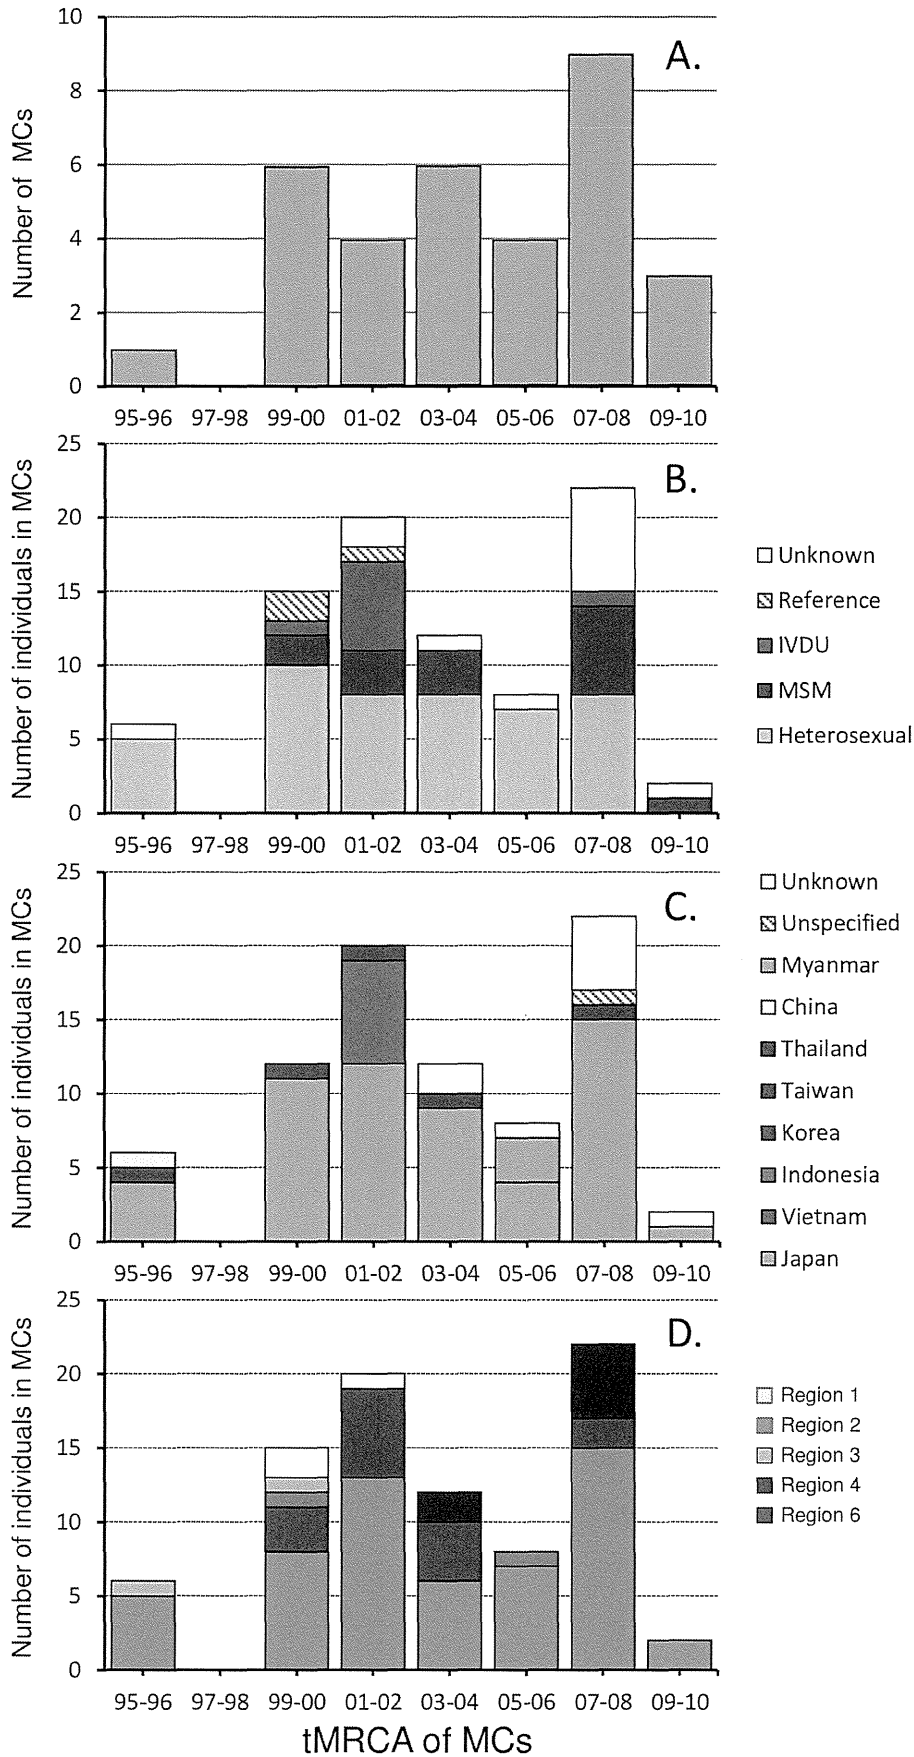 A.
Number of MCs
10
8
6
4
2
0
95-96 97-98 99-00 01-02 03-04 05-06 07-08 09-10
B.
Number of individuals in MCs
25
20
15
10
5
0
95-96 97-98 99-00 01-02 03-04 05-06 07-08 09-10
Unknown
Reference
IVDU
MSM
Heterosexual
C.
Number of individuals in MCs
25
20
15
10
5
0
95-96 97-98 99-00 01-02 03-04 05-06 07-08 09-10
Unknown
Unspecified
Myanmar
China
Thailand
Taiwan
Korea
Indonesia
Vietnam
Japan
D.
Number of individuals in MCs
25
20
15
10
5
0
95-96 97-98 99-00 01-02 03-04 05-06 07-08 09-10
Region 1
Region 2
Region 3
Region 4
Region 6
tMRCA of MCs